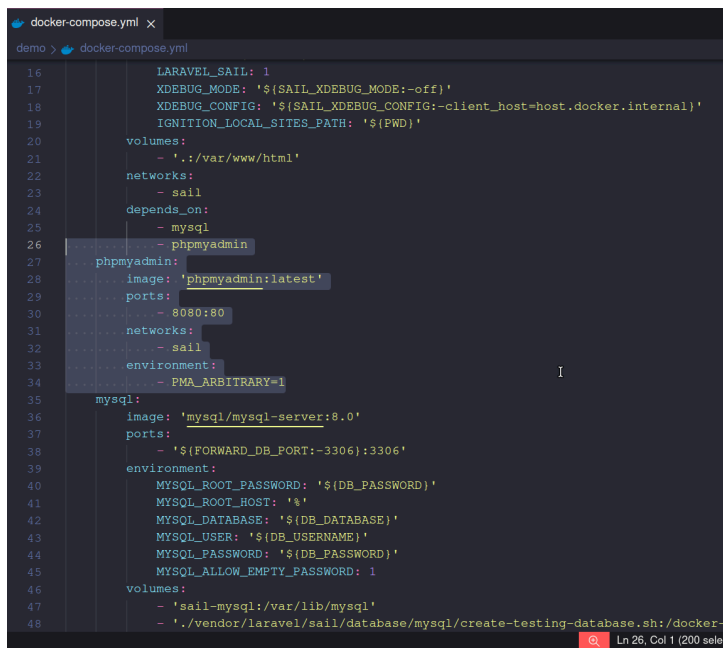 docker-compose.yml ×
demo > docker-compose.yml
16 LARAVEL_SAIL: 1
17 XDEBUG_MODE: '${SAIL_XDEBUG_MODE:-off}'
18 XDEBUG_CONFIG: '${SAIL_XDEBUG_CONFIG:-client_host=host.docker.internal}'
19 IGNITION_LOCAL_SITES_PATH: '${PWD}'
20 volumes:
21 - '.:/var/www/html'
22 networks:
23 - sail
24 depends_on:
25 - mysql
26 - phpmyadmin
27 phpmyadmin:
28 image: 'phpmyadmin:latest'
29 ports:
30 - 8080:80
31 networks:
32 - sail
33 environment:
34 - PMA_ARBITRARY=1
35 mysql:
36 image: 'mysql/mysql-server:8.0'
37 ports:
38 - '${FORWARD_DB_PORT:-3306}:3306'
39 environment:
40 MYSQL_ROOT_PASSWORD: '${DB_PASSWORD}'
41 MYSQL_ROOT_HOST: '%'
42 MYSQL_DATABASE: '${DB_DATABASE}'
43 MYSQL_USER: '${DB_USERNAME}'
44 MYSQL_PASSWORD: '${DB_PASSWORD}'
45 MYSQL_ALLOW_EMPTY_PASSWORD: 1
46 volumes:
47 - 'sail-mysql:/var/lib/mysql'
48 - './vendor/laravel/sail/database/mysql/create-testing-database.sh:/docker-
Ln 26, Col 1 (200 sele